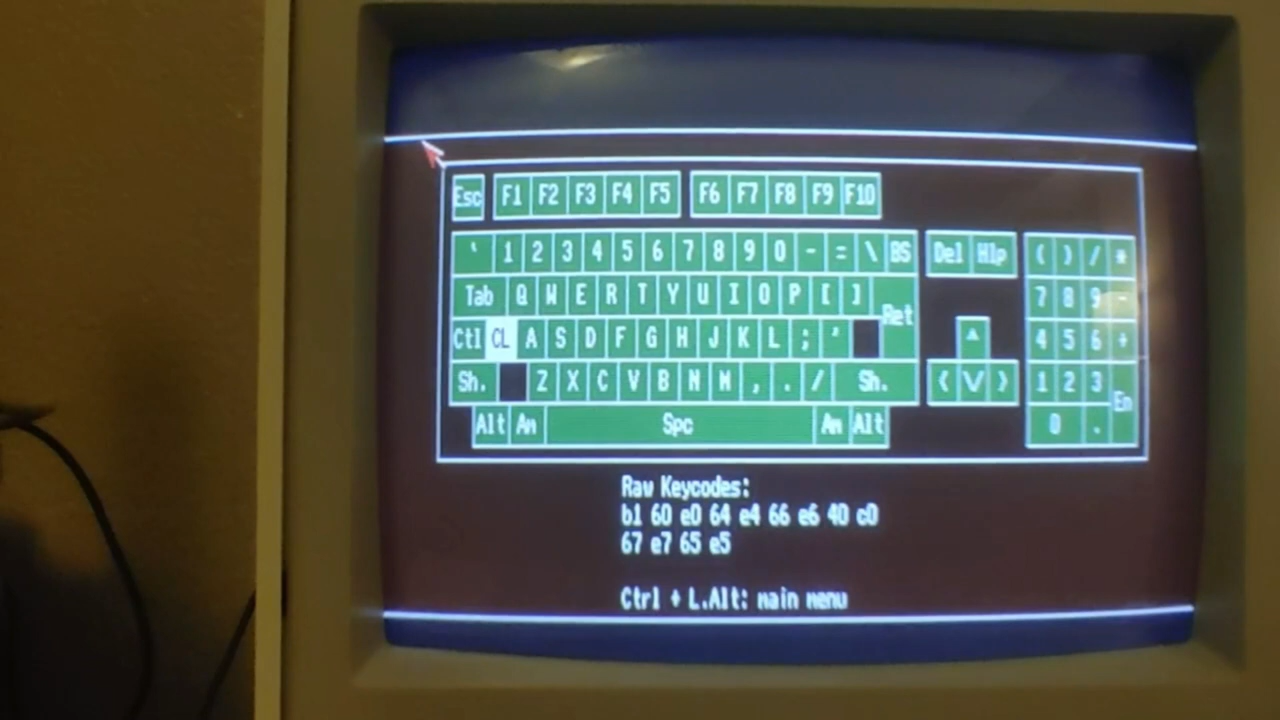 Esc F1 F2 F3 F4 F5 F6 F7 F8 F9 F10
` 1 2 3 4 5 6 7 8 9 0 - = \ BS Del Hlp ( ) / *
Tab Q W E R T Y U I O P [ ] 7 8 9 -
Ret
Ctl CL A S D F G H J K L ; ' ^ 4 5 6 +
Sh. Z X C V B N M , . / Sh. < V > 1 2 3
En
Alt Am Spc Am Alt 0 .
Raw Keycodes:
b1 60 e0 64 e4 66 e6 40 c0
67 e7 65 e5
Ctrl + L.Alt: main menu